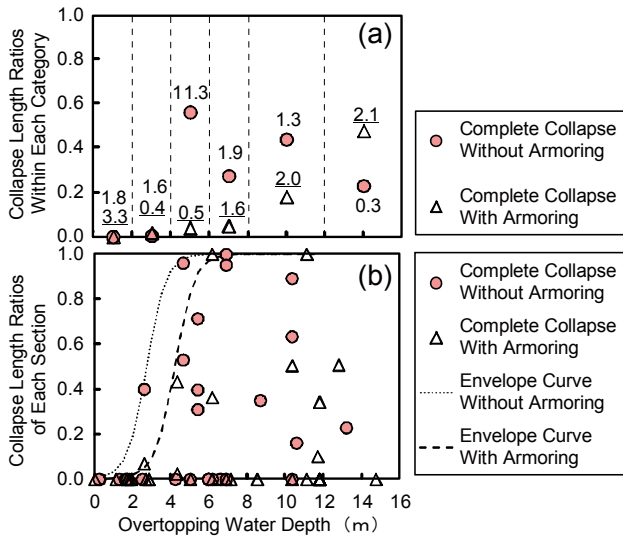 (a)
Collapse Length Ratios
Within Each Category
1.0
0.8
0.6
0.4
0.2
0.0
11.3
1.3
2.1
1.9
1.8
1.6
2.0
3.3
0.4
0.5
1.6
0.3
Complete Collapse
Without Armoring
Complete Collapse
With Armoring
(b)
Collapse Length Ratios
of Each Section
1.0
0.8
0.6
0.4
0.2
0.0
0 2 4 6 8 10 12 14 16
Overtopping Water Depth （m）
Complete Collapse
Without Armoring
Complete Collapse
With Armoring
Envelope Curve
Without Armoring
Envelope Curve
With Armoring